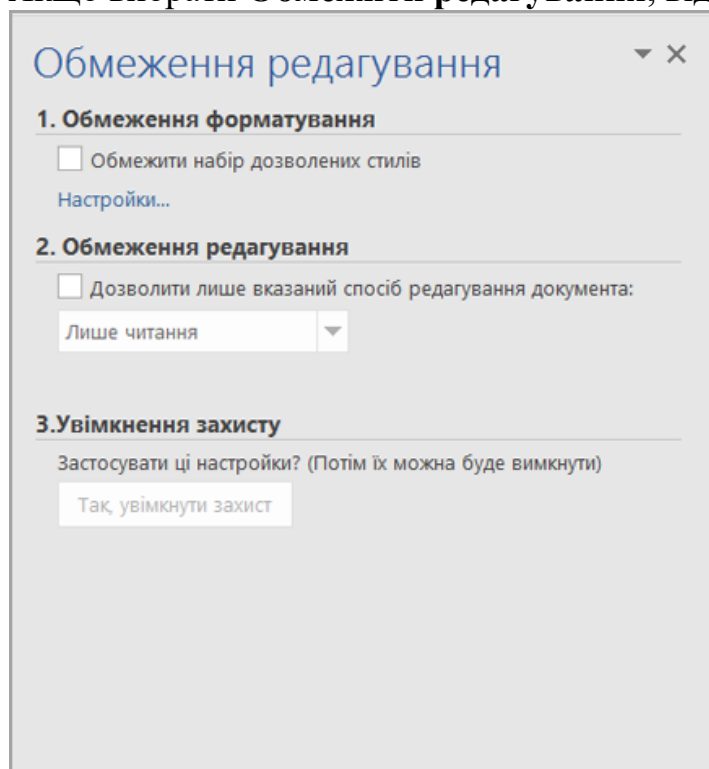 Обмеження редагування
1. Обмеження форматування
Обмежити набір дозволених стилів
Настройки...
2. Обмеження редагування
Дозволити лише вказаний спосіб редагування документа:
Лише читання
3.Увімкнення захисту
Застосувати ці настройки? (Потім їх можна буде вимкнути)
Так, увімкнути захист